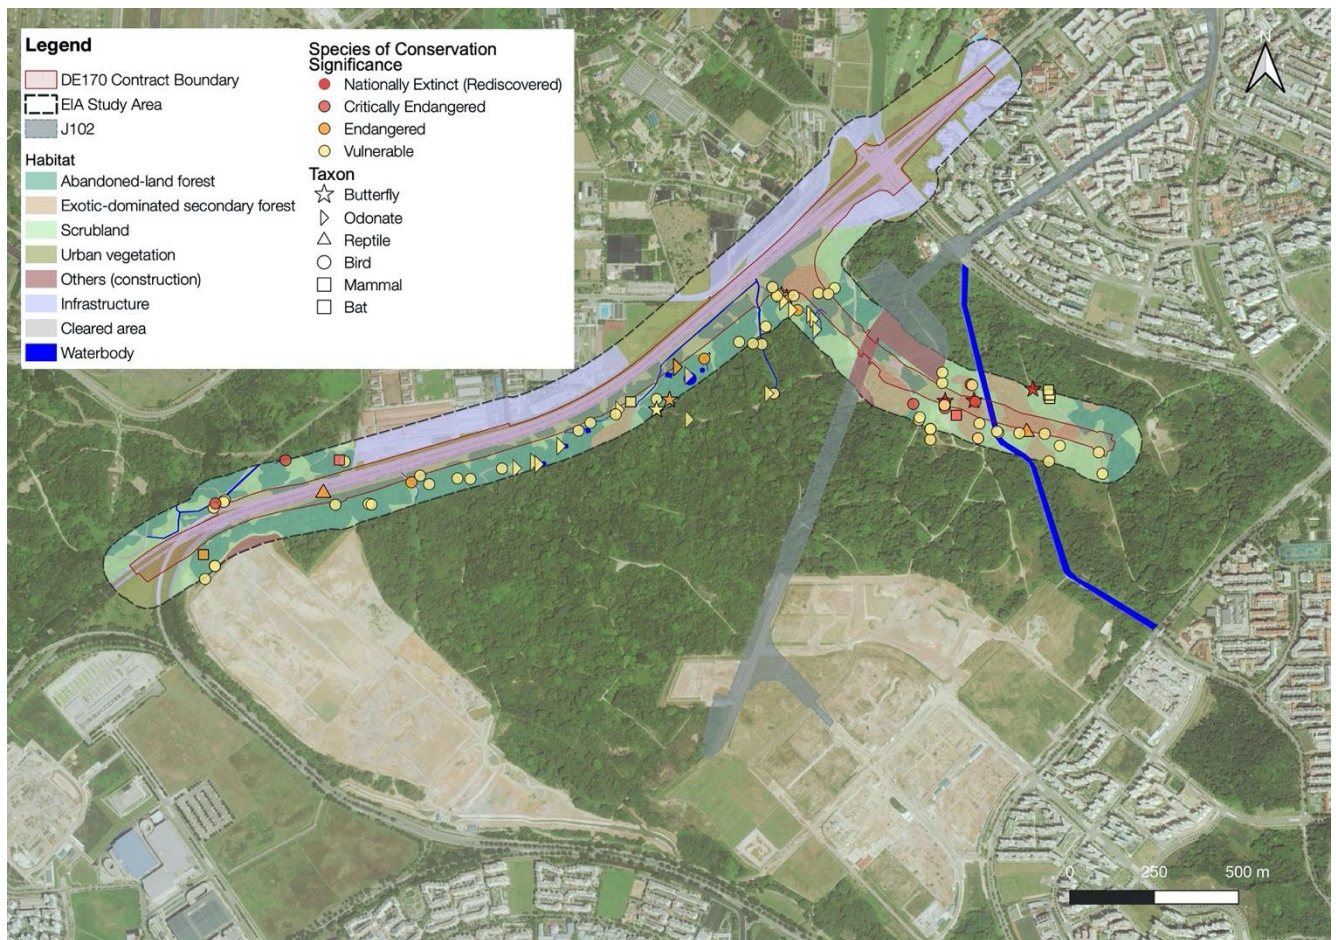 Legend
DE170 Contract Boundary
EIA Study Area
J102
Habitat
Abandoned-land forest
Exotic-dominated secondary forest
Scrubland
Urban vegetation
Others (construction)
Infrastructure
Cleared area
Waterbody
Species of Conservation
Significance
Nationally Extinct (Rediscovered)
Critically Endangered
Endangered
Vulnerable
Taxon
Butterfly
Odonate
Reptile
Bird
Mammal
Bat
N
0 250 500 m